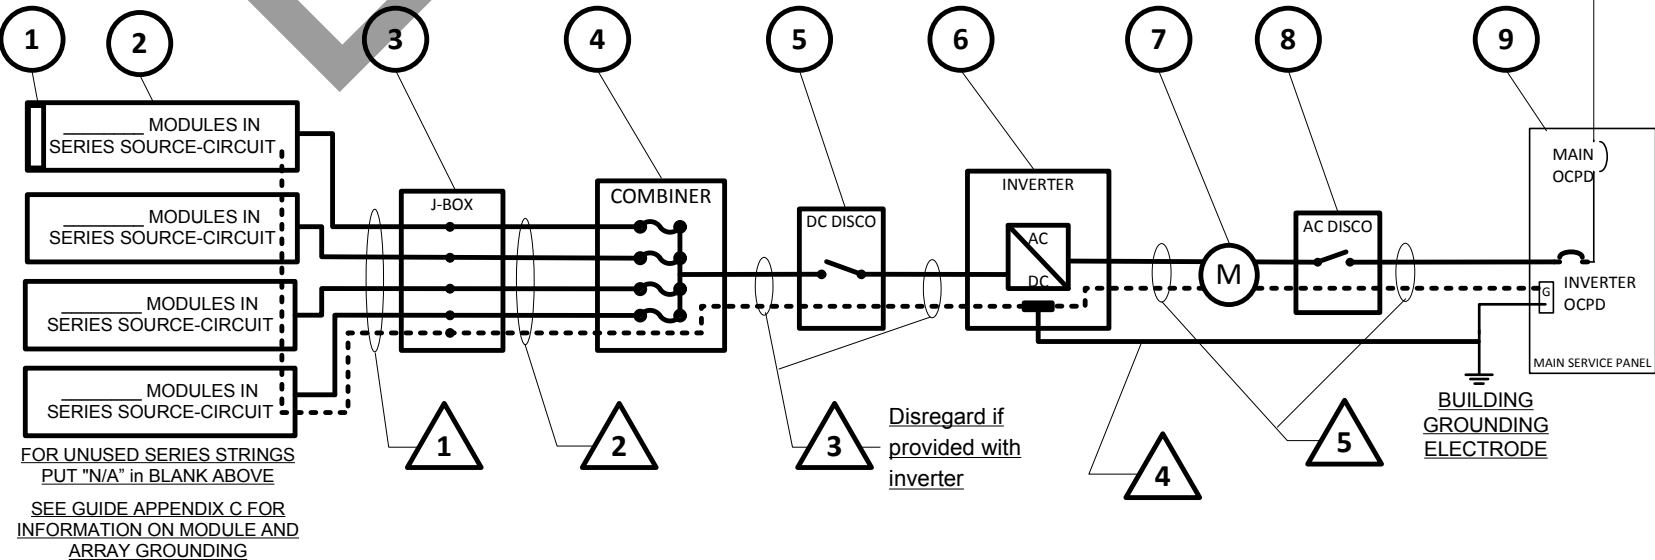 1 2 3 4 5 6 7 8 9
________ MODULES IN
SERIES SOURCE-CIRCUIT
________ MODULES IN
SERIES SOURCE-CIRCUIT
________ MODULES IN
SERIES SOURCE-CIRCUIT
________ MODULES IN
SERIES SOURCE-CIRCUIT
FOR UNUSED SERIES STRINGS
PUT "N/A" in BLANK ABOVE
SEE GUIDE APPENDIX C FOR
INFORMATION ON MODULE AND
ARRAY GROUNDING
J-BOX
COMBINER
DC DISCO
INVERTER
AC
DC
M
AC DISCO
MAIN
OCPD
INVERTER
OCPD
G
MAIN SERVICE PANEL
BUILDING
GROUNDING
ELECTRODE
1
2
3
Disregard if
provided with
inverter
4
5